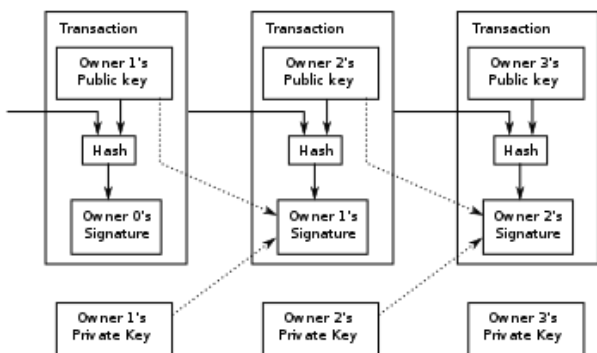 Transaction
Owner 1's
Public key
Hash
Owner 0's
Signature
Transaction
Owner 2's
Public key
Hash
Owner 1's
Signature
Transaction
Owner 3's
Public key
Hash
Owner 2's
Signature
Owner 1's
Private Key
Owner 2's
Private Key
Owner 3's
Private Key